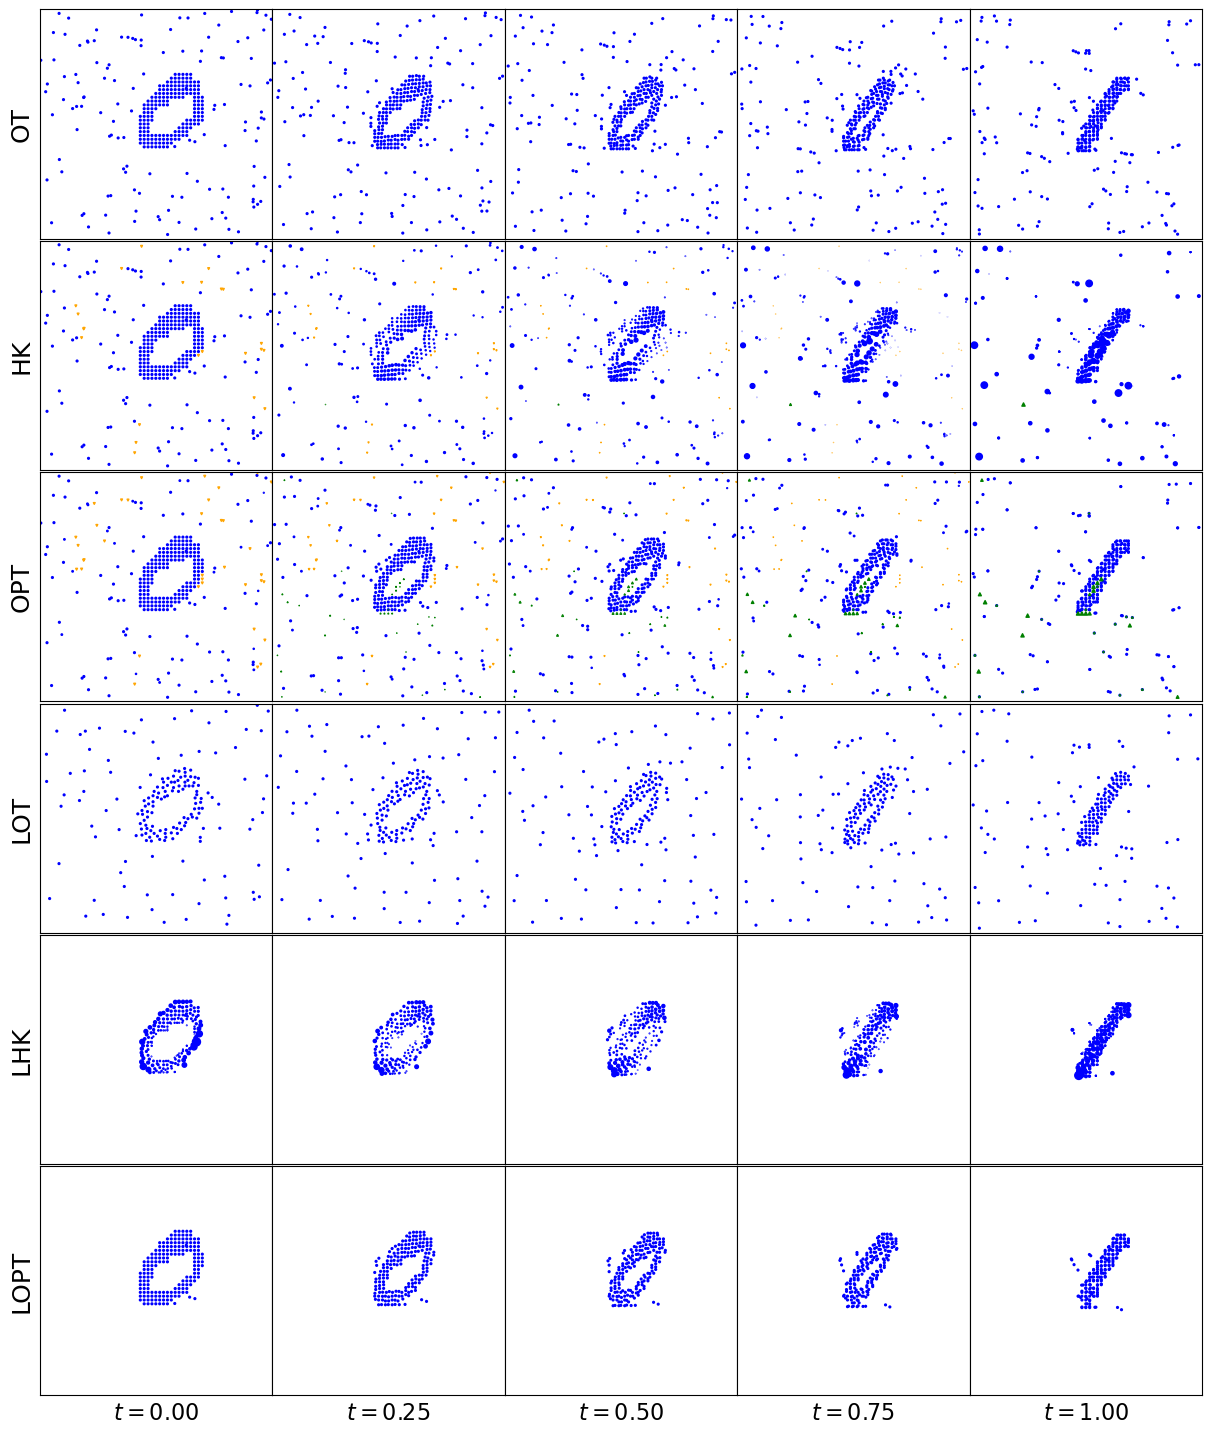 OT
HK
OPT
LOT
LHK
LOPT
t = 0.00 t = 0.25 t = 0.50 t = 0.75 t = 1.00